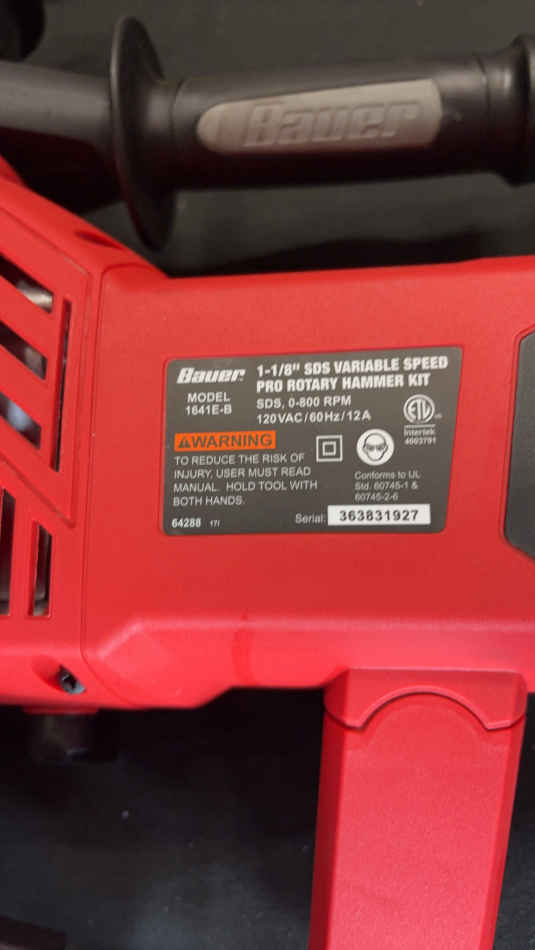 Bauer
Bauer
1-1/8" SDS VARIABLE SPEED
PRO ROTARY HAMMER KIT
MODEL
1641E-B
SDS, 0-800 RPM
120VAC/60Hz/12A
WARNING
TO REDUCE THE RISK OF
INJURY, USER MUST READ
MANUAL. HOLD TOOL WITH
BOTH HANDS.
ETL
Intertek
4003791
Conforms to UL
Std. 60745-1 &
60745-2-6
64288
Serial: 363831927